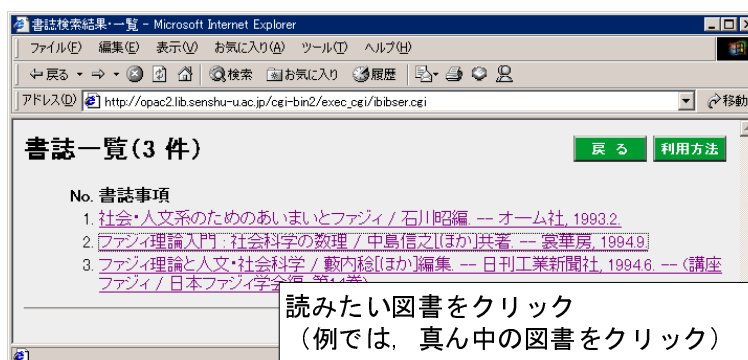 書誌検索結果・一覧 - Microsoft Internet Explorer
ファイル(F) 編集(E) 表示(V) お気に入り(A) ツール(T) ヘルプ(H)
戻る 検索 お気に入り 履歴
アドレス(D) http://opac2.lib.senshu-u.ac.jp/cgi-bin2/exec_cgi/ibibser.cgi 移動
書誌一覧(3 件) 戻 る 利用方法
No. 書誌事項
1. 社会・人文系のためのあいまいとファジィ / 石川昭編. -- オーム社, 1993.2.
2. ファジィ理論入門 : 社会科学の数理 / 中島信之[ほか]共著. -- 裳華房, 1994.9.
3. ファジィ理論と人文・社会科学 / 藪内稔[ほか]編集. -- 日刊工業新聞社, 1994.6. -- (講座
ファジィ / 日本ファジィ学会編, 第14巻)
読みたい図書をクリック
(例では, 真ん中の図書をクリック)